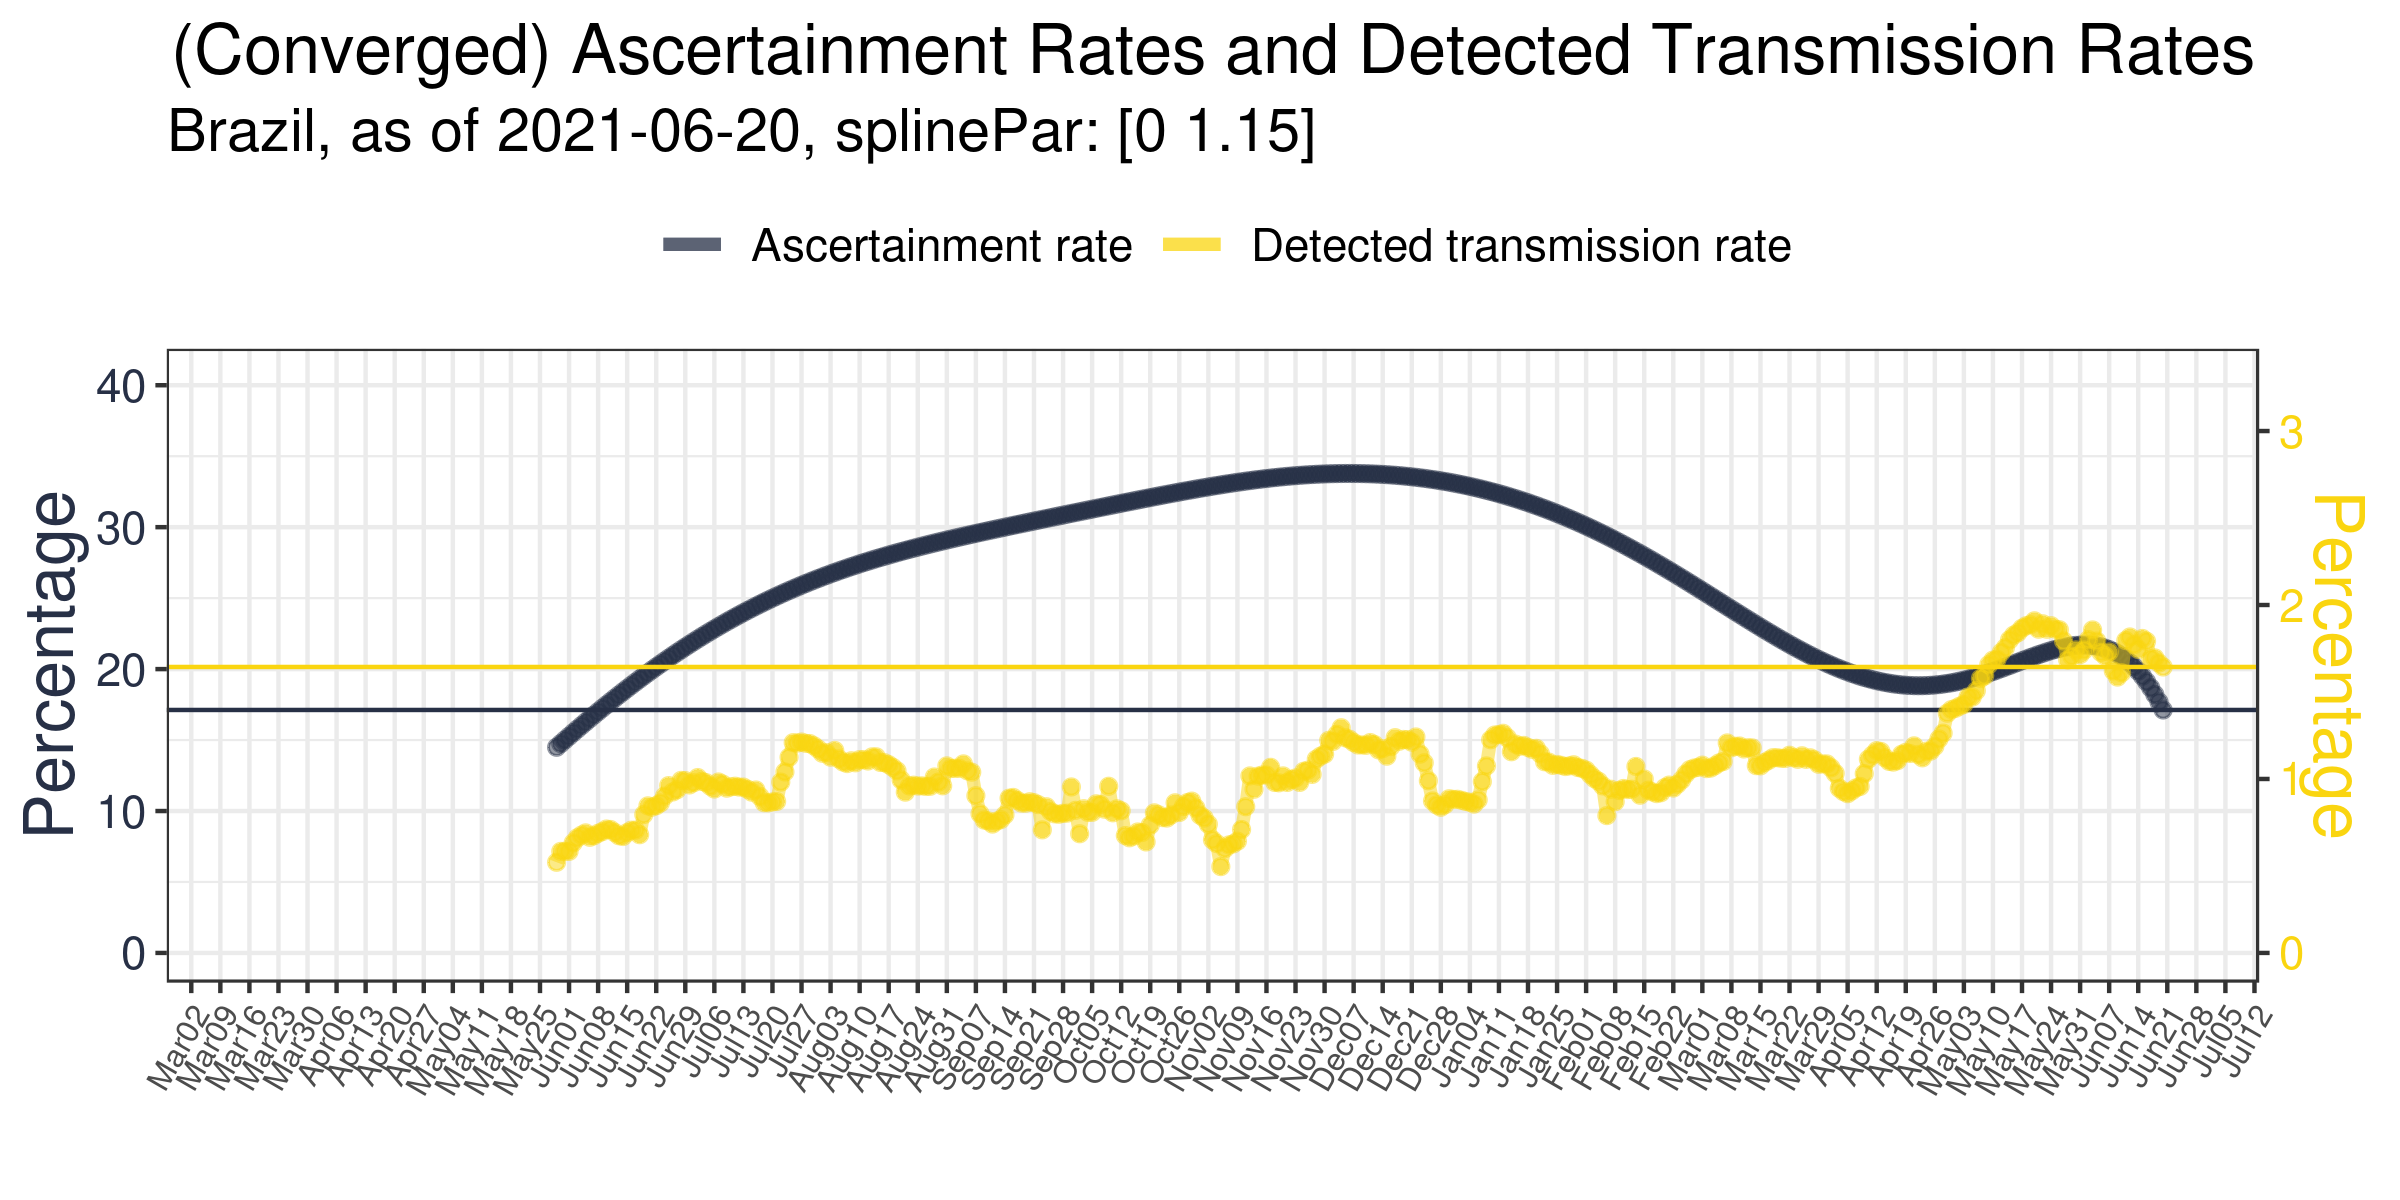 (Converged) Ascertainment Rates and Detected Transmission Rates
Brazil, as of 2021-06-20, splinePar: [0 1.15]
Ascertainment rate
Detected transmission rate
Percentage
40
30
20
10
0
3
2
1
0
Percentage
Mar02
Mar09
Mar16
Mar23
Mar30
Apr06
Apr13
Apr20
Apr27
May04
May11
May18
May25
Jun01
Jun08
Jun15
Jun22
Jun29
Jul06
Jul13
Jul20
Jul27
Aug03
Aug10
Aug17
Aug24
Aug31
Sep07
Sep14
Sep21
Sep28
Oct05
Oct12
Oct19
Oct26
Nov02
Nov09
Nov16
Nov23
Nov30
Dec07
Dec14
Dec21
Dec28
Jan04
Jan11
Jan18
Jan25
Feb01
Feb08
Feb15
Feb22
Mar01
Mar08
Mar15
Mar22
Mar29
Apr05
Apr12
Apr19
Apr26
May03
May10
May17
May24
May31
Jun07
Jun14
Jun21
Jun28
Jul05
Jul12